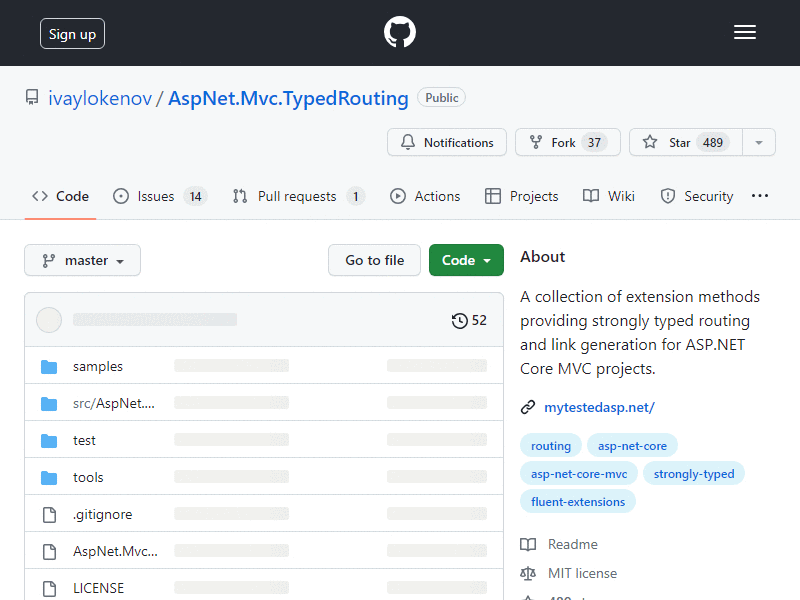 Sign up
ivaylokenov / AspNet.Mvc.TypedRouting Public
Notifications Fork 37 Star 489
Code Issues 14 Pull requests 1 Actions Projects Wiki Security
master Go to file Code
52
samples
src/AspNet....
test
tools
.gitignore
AspNet.Mvc...
LICENSE
About
A collection of extension methods
providing strongly typed routing
and link generation for ASP.NET
Core MVC projects.
mytestedasp.net/
routing asp-net-core
asp-net-core-mvc strongly-typed
fluent-extensions
Readme
MIT license